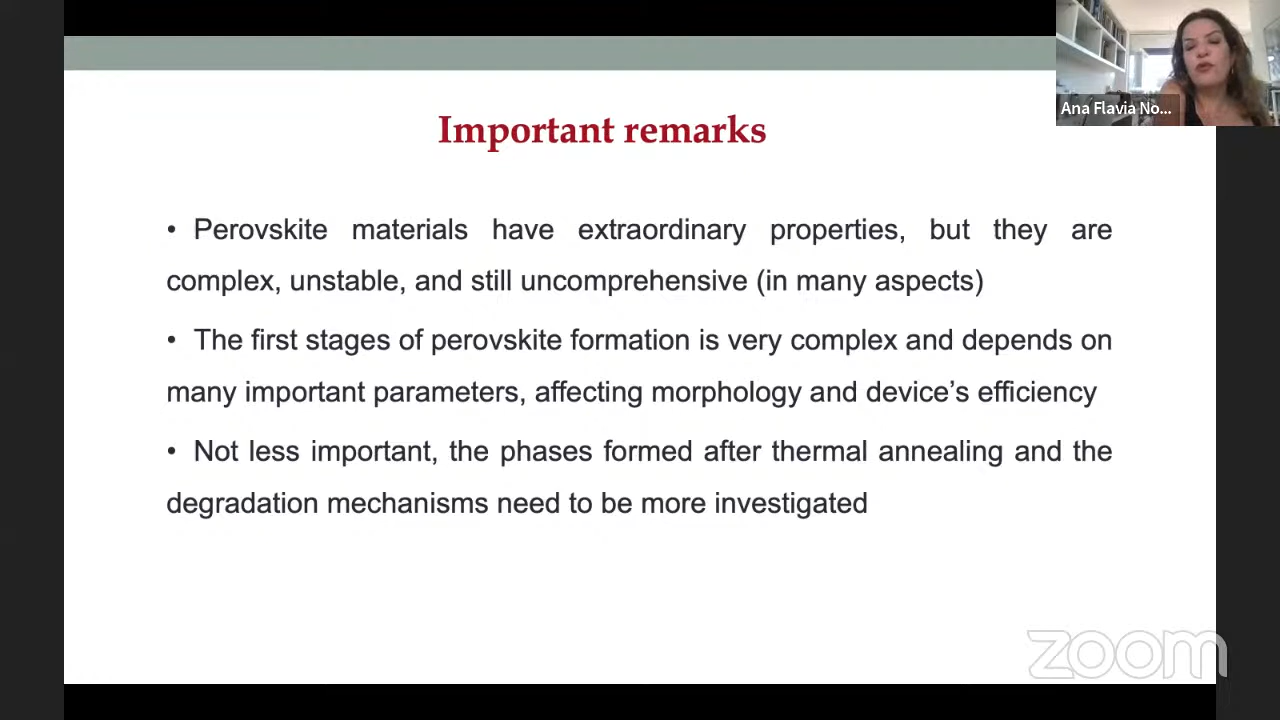 Ana Flavia No...
Important remarks
• Perovskite materials have extraordinary properties, but they are
complex, unstable, and still uncomprehensive (in many aspects)
• The first stages of perovskite formation is very complex and depends on
many important parameters, affecting morphology and device’s efficiency
• Not less important, the phases formed after thermal annealing and the
degradation mechanisms need to be more investigated
zoom